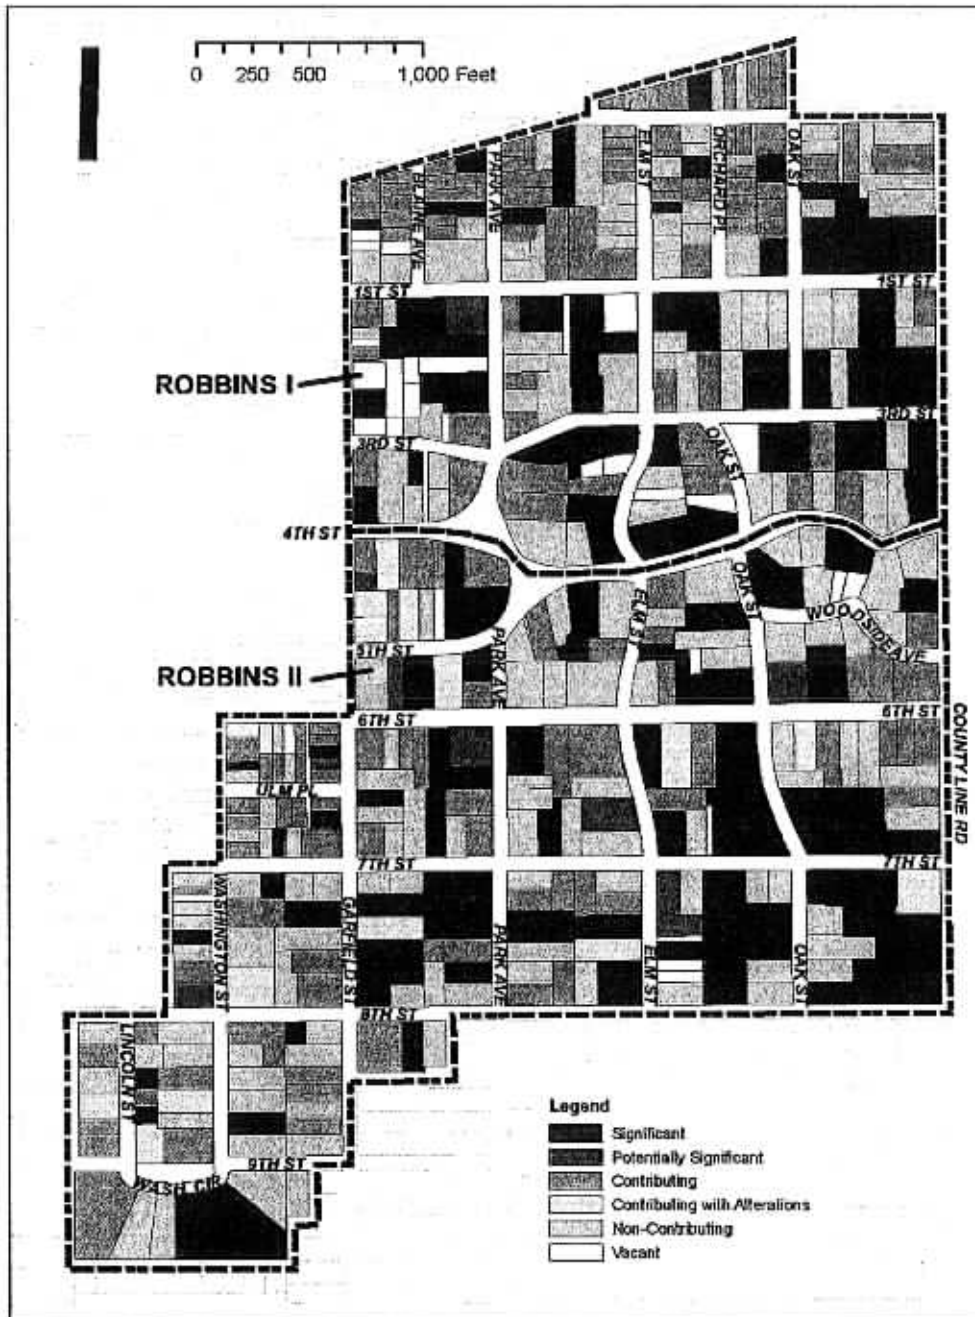 0 250 500 1,000 Feet
ELM ST
ORCHARD PL
OAK ST
PARK AVE
BLAINE AVE
1ST ST
1ST ST
ROBBINS I
3RD ST
3RD ST
OAK ST
4TH ST
OAK ST
ELM ST
WOODSIDE AVE
5TH ST
PARK AVE
ROBBINS II
6TH ST
6TH ST
COUNTY LINE RD
ULM PL
7TH ST
7TH ST
WASHINGTON ST
GARFIELD ST
PARK AVE
ELM ST
OAK ST
8TH ST
LINCOLN ST
9TH ST
WASH CIR
Legend
Significant
Potentially Significant
Contributing
Contributing with Alterations
Non-Contributing
Vacant